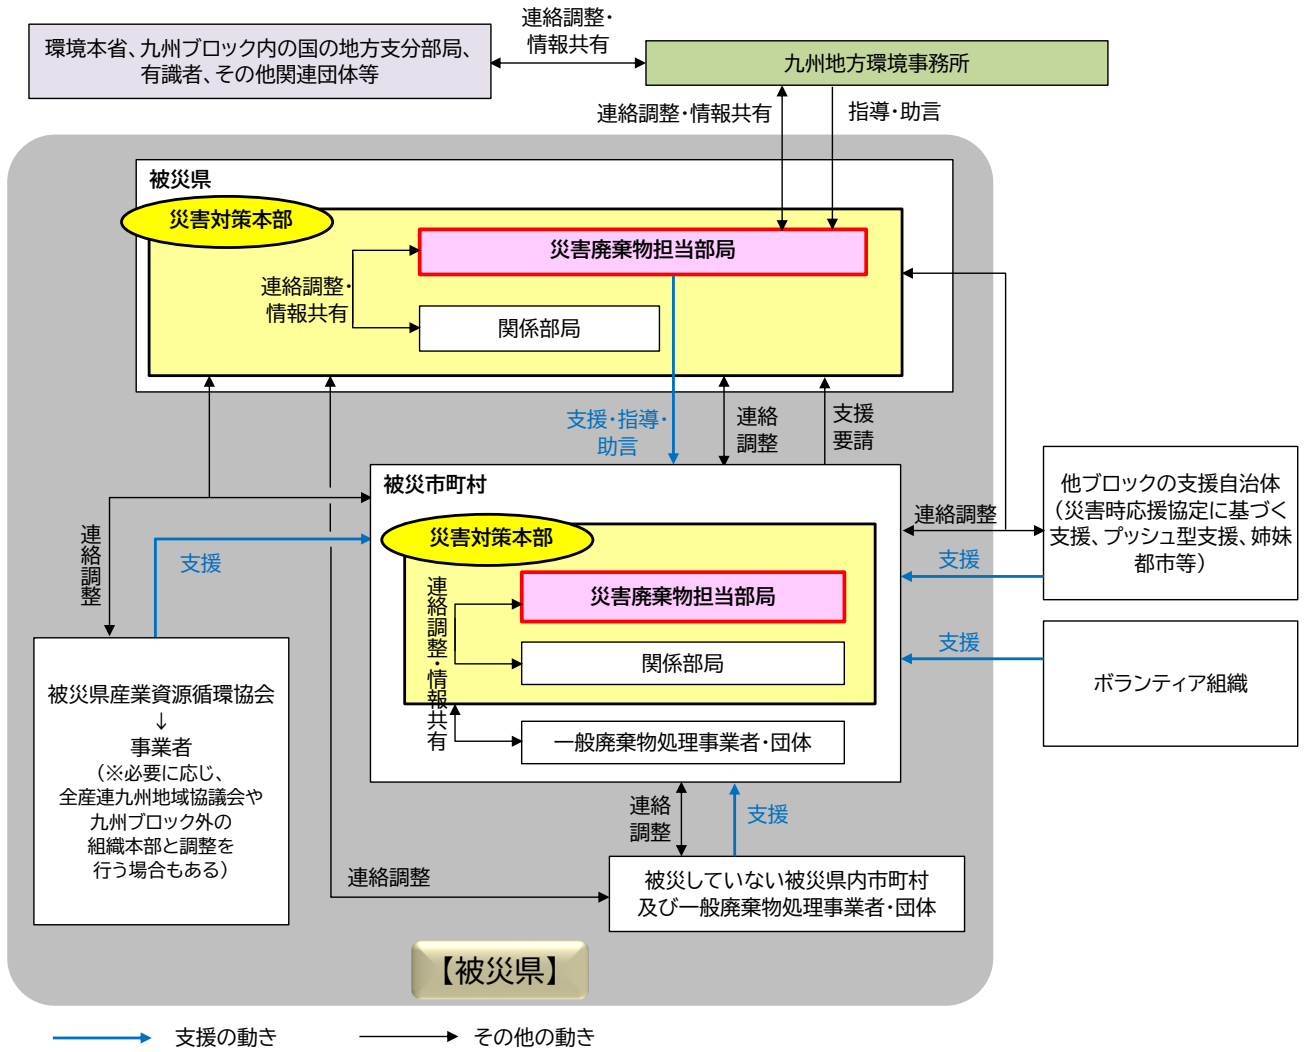 環境本省、九州ブロック内の国の地方支分部局、
有識者、その他関連団体等
連絡調整・
情報共有
九州地方環境事務所
連絡調整・情報共有
指導・助言
被災県
災害対策本部
災害廃棄物担当部局
連絡調整・
情報共有
関係部局
支援・指導・
助言
連絡
調整
支援
要請
被災市町村
災害対策本部
災害廃棄物担当部局
連絡調整・情報共有
関係部局
一般廃棄物処理事業者・団体
連絡調整
支援
被災県産業資源循環協会
↓
事業者
（※必要に応じ、
全産連九州地域協議会や
九州ブロック外の
組織本部と調整を
行う場合もある）
連絡調整
支援
他ブロックの支援自治体
（災害時応援協定に基づく
支援、プッシュ型支援、姉妹
都市等）
支援
ボランティア組織
連絡
調整
支援
連絡調整
被災していない被災県内市町村
及び一般廃棄物処理事業者・団体
【被災県】
支援の動き
その他の動き